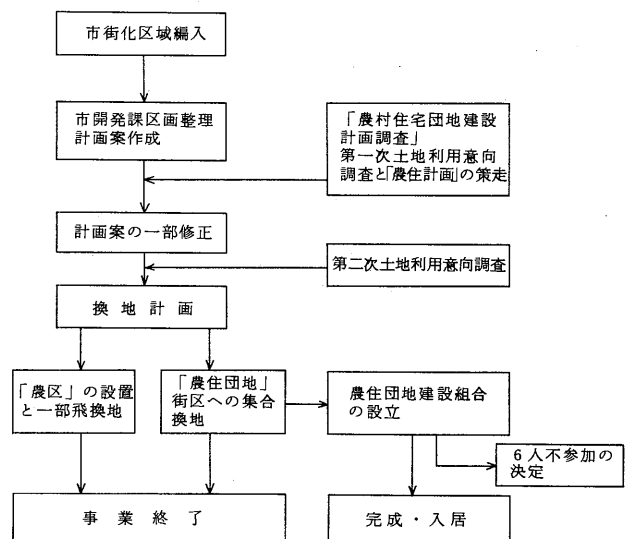 市街化区域編入
市開発課区画整理
計画案作成
「農村住宅団地建設
計画調査」
第一次土地利用意向
調査と「農住計画」の策走
計画案の一部修正
第二次土地利用意向調査
換地計画
「農区」の設置
と一部飛換地
「農住団地」
街区への集合
換地
農住団地建設組合
の設立
6人不参加の
決定
事業終了
完成・入居